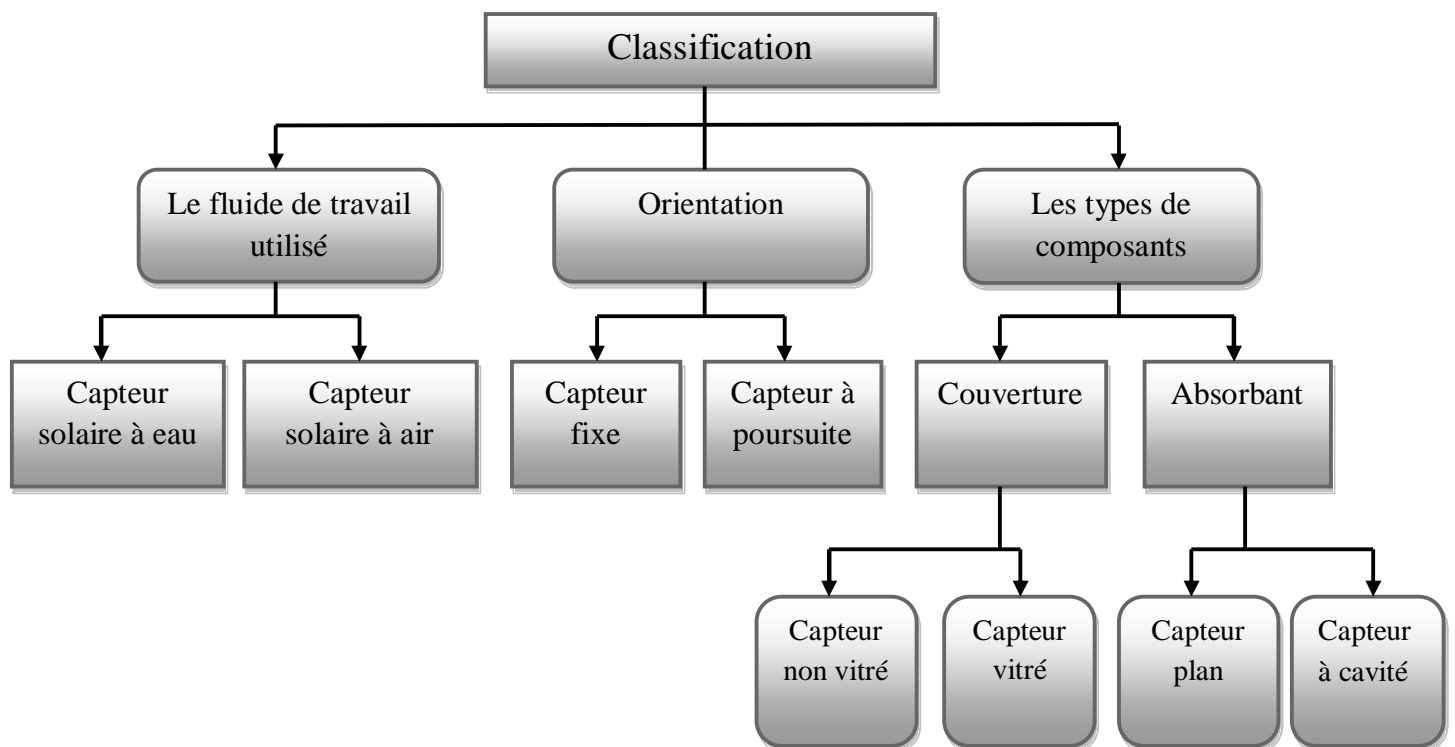 Classification
Le fluide de travail
utilisé
Orientation
Les types de
composants
Capteur
solaire à eau
Capteur
solaire à air
Capteur
fixe
Capteur à
poursuite
Couverture
Absorbant
Capteur
non vitré
Capteur
vitré
Capteur
plan
Capteur
à cavité